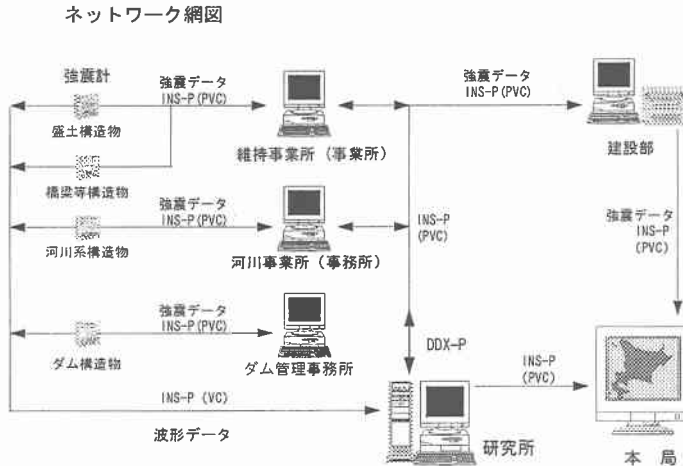 ネットワーク網図
強震計
強震データ
INS-P(PVC)
強震データ
INS-P(PVC)
盛土構造物
維持事業所（事業所）
建設部
橋梁等構造物
強震データ
INS-P(PVC)
INS-P
(PVC)
強震データ
INS-P
(PVC)
河川系構造物
河川事業所（事務所）
強震データ
INS-P(PVC)
ダム構造物
ダム管理事務所
DDX-P
INS-P
(PVC)
INS-P (VC)
波形データ
研究所
本 局